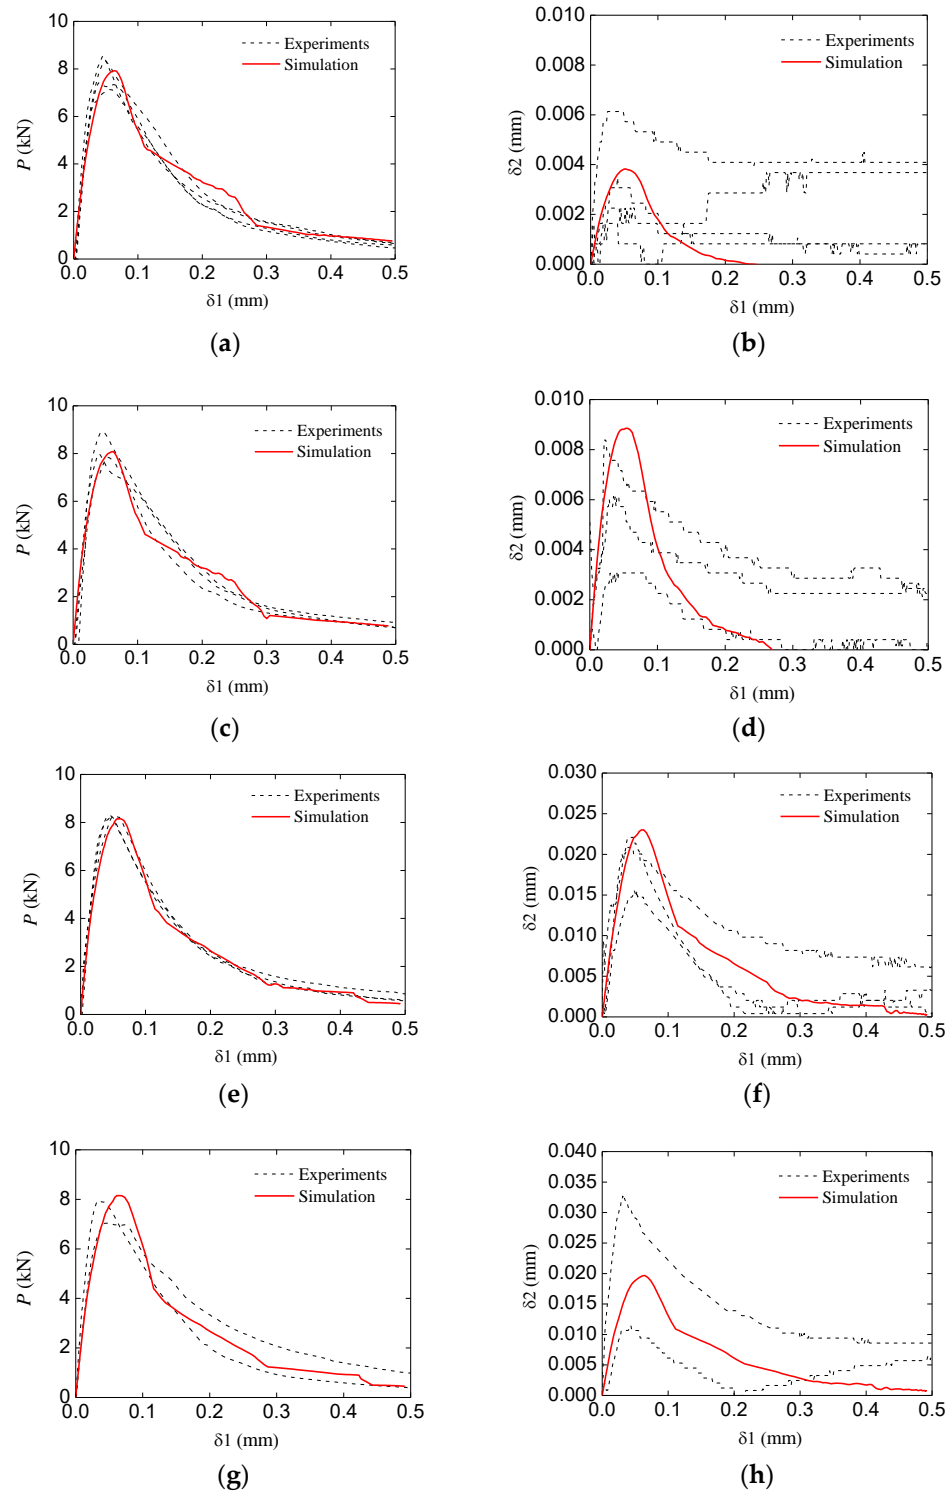 10
8
6
4
2
0
0.0
0.1
0.2
0.3
0.4
0.5
P (kN)
δ1 (mm)
Experiments
Simulation
(a)
0.010
0.008
0.006
0.004
0.002
0.000
0.0
0.1
0.2
0.3
0.4
0.5
δ2 (mm)
δ1 (mm)
Experiments
Simulation
(b)
10
8
6
4
2
0
0.0
0.1
0.2
0.3
0.4
0.5
P (kN)
δ1 (mm)
Experiments
Simulation
(c)
0.010
0.008
0.006
0.004
0.002
0.000
0.0
0.1
0.2
0.3
0.4
0.5
δ2 (mm)
δ1 (mm)
Experiments
Simulation
(d)
10
8
6
4
2
0
0.0
0.1
0.2
0.3
0.4
0.5
P (kN)
δ1 (mm)
Experiments
Simulation
(e)
0.030
0.025
0.020
0.015
0.010
0.005
0.000
0.0
0.1
0.2
0.3
0.4
0.5
δ2 (mm)
δ1 (mm)
Experiments
Simulation
(f)
10
8
6
4
2
0
0.0
0.1
0.2
0.3
0.4
0.5
P (kN)
δ1 (mm)
Experiments
Simulation
(g)
0.040
0.035
0.030
0.020
0.010
0.005
0.000
0.0
0.1
0.2
0.3
0.4
0.5
δ2 (mm)
δ1 (mm)
Experiments
Simulation
(h)